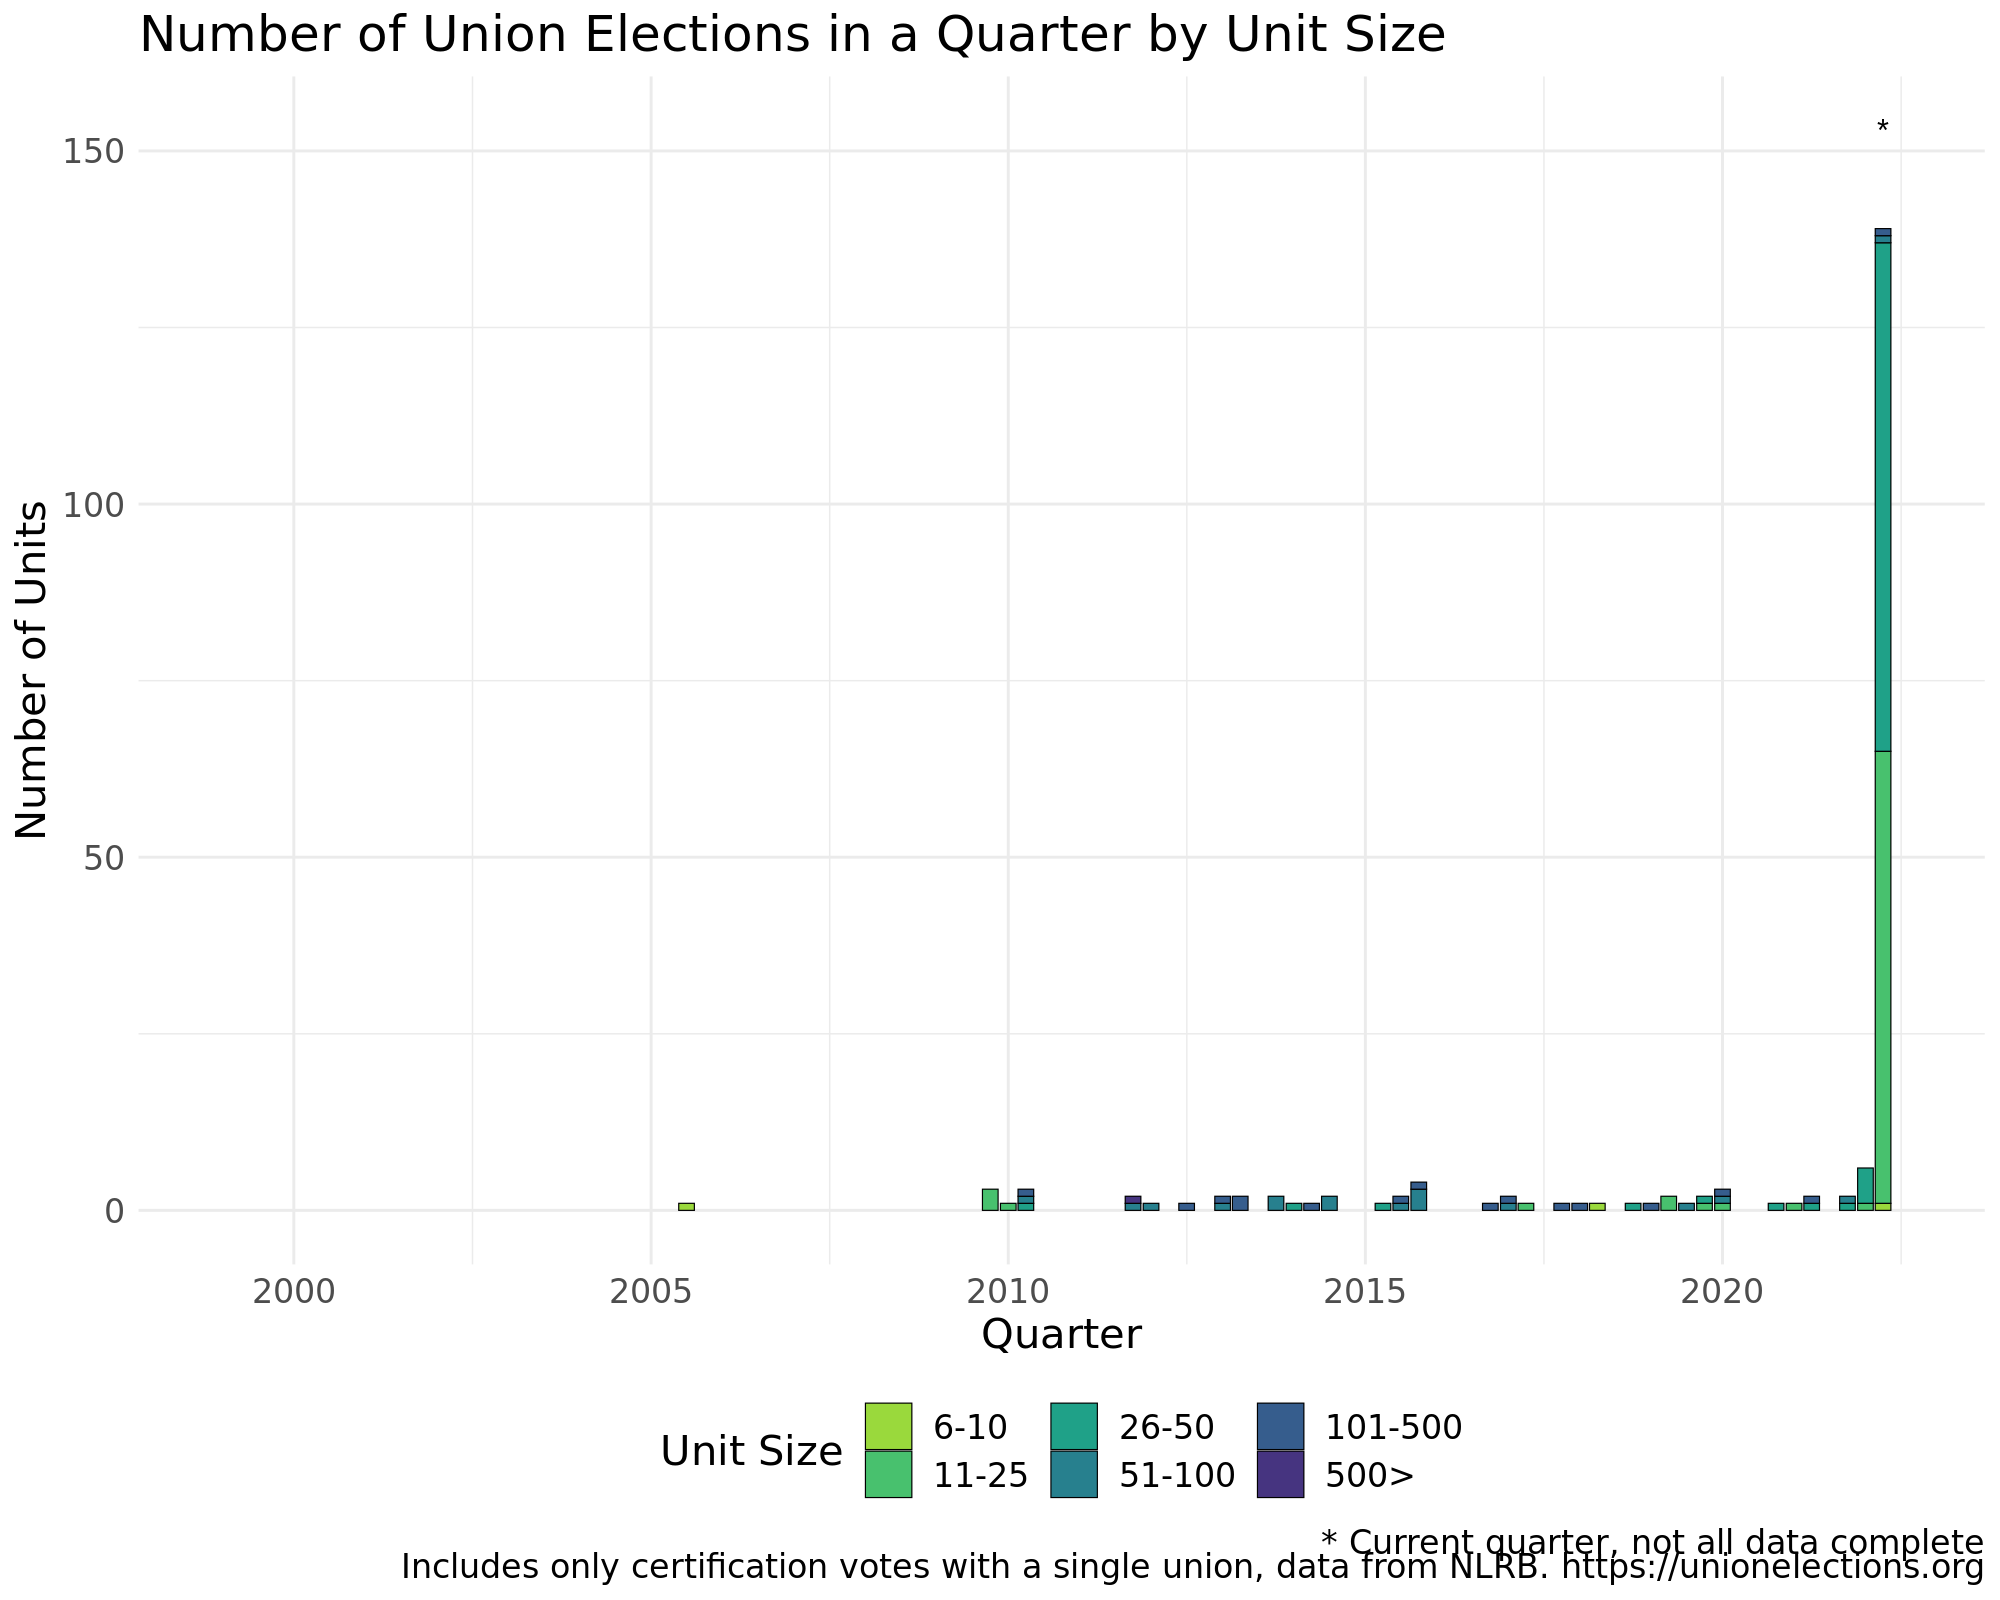 Number of Union Elections in a Quarter by Unit Size
*
150
100
50
0
Number of Units
2000 2005 2010 2015 2020
Quarter
Unit Size
6-10 26-50 101-500
11-25 51-100 500>
* Current quarter, not all data complete
Includes only certification votes with a single union, data from NLRB. https://unionelections.org